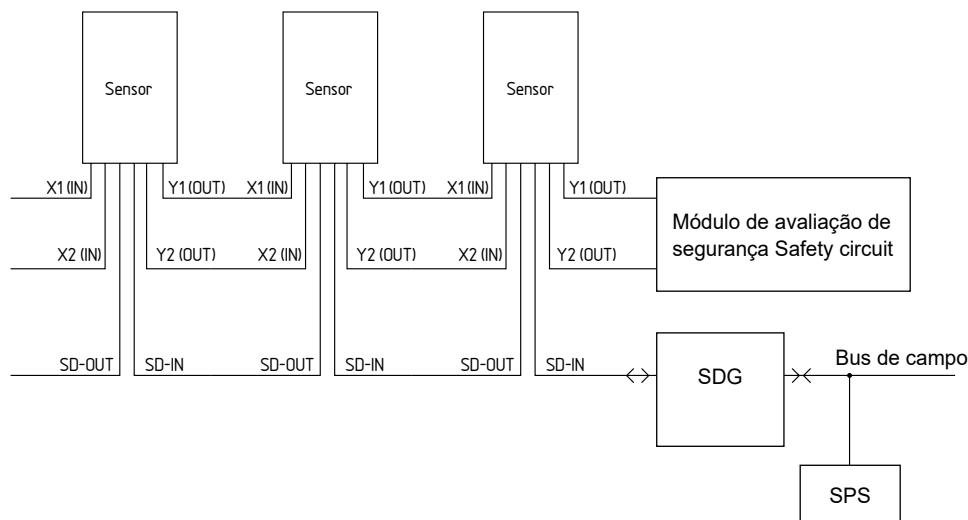 Sensor
Sensor
Sensor
X1 (IN)
Y1 (OUT)
X1 (IN)
Y1 (OUT)
X1 (IN)
Y1 (OUT)
Módulo de avaliação de
segurança Safety circuit
X2 (IN)
Y2 (OUT)
X2 (IN)
Y2 (OUT)
X2 (IN)
Y2 (OUT)
SD-OUT
SD-IN
SD-OUT
SD-IN
SD-OUT
SD-IN
SDG
Bus de campo
SPS